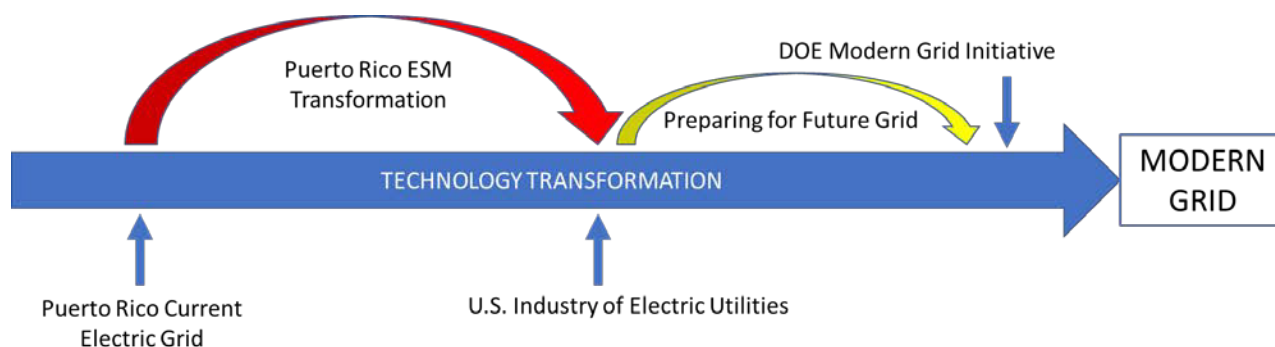 DOE Modern Grid Initiative
Puerto Rico ESM
Transformation
Preparing for Future Grid
TECHNOLOGY TRANSFORMATION
MODERN
GRID
Puerto Rico Current
Electric Grid
U.S. Industry of Electric Utilities